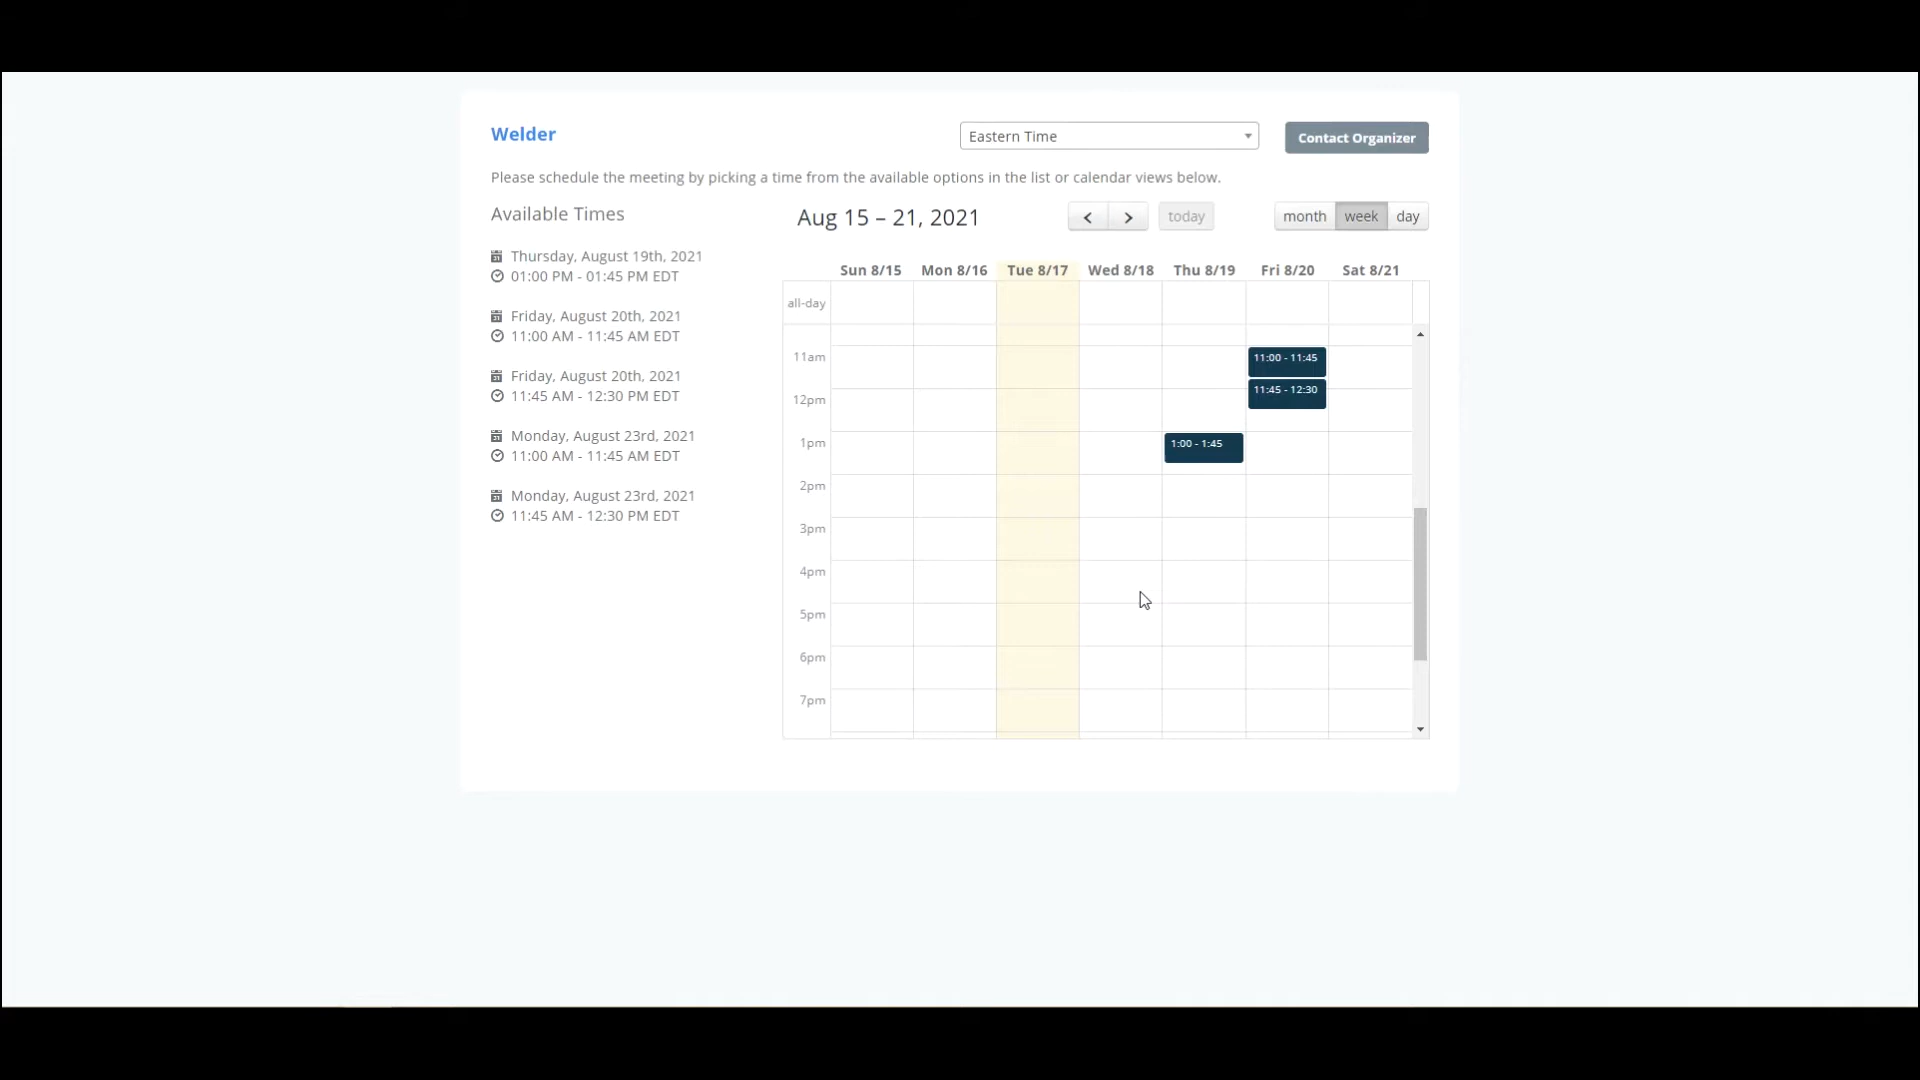 Welder
Eastern Time
Contact Organizer
Please schedule the meeting by picking a time from the available options in the list or calendar views below.
Available Times
Thursday, August 19th, 2021
01:00 PM - 01:45 PM EDT
Friday, August 20th, 2021
11:00 AM - 11:45 AM EDT
Friday, August 20th, 2021
11:45 AM - 12:30 PM EDT
Monday, August 23rd, 2021
11:00 AM - 11:45 AM EDT
Monday, August 23rd, 2021
11:45 AM - 12:30 PM EDT
Aug 15 – 21, 2021
today
month week day
Sun 8/15 Mon 8/16 Tue 8/17 Wed 8/18 Thu 8/19 Fri 8/20 Sat 8/21
all-day
11am
11:00 - 11:45
11:45 - 12:30
12pm
1pm
1:00 - 1:45
2pm
3pm
4pm
5pm
6pm
7pm